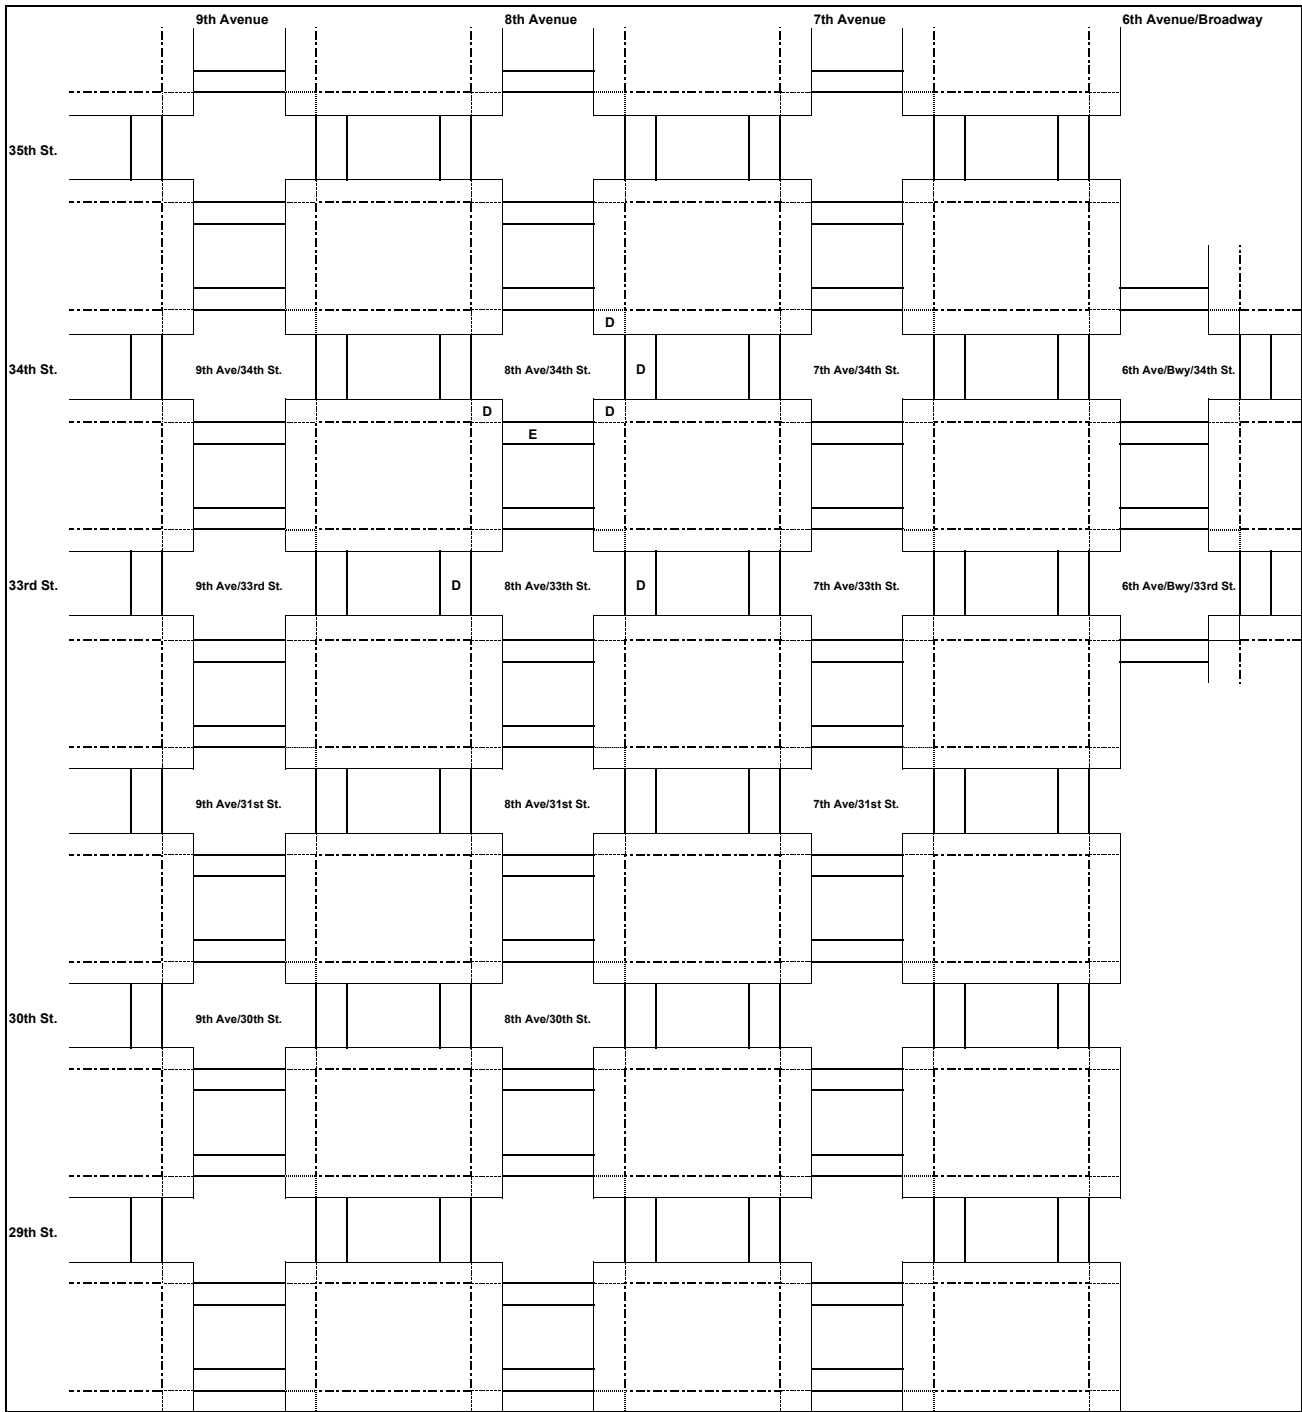 9th Avenue 8th Avenue 7th Avenue 6th Avenue/Broadway
35th St.
D
34th St. 9th Ave/34th St. 8th Ave/34th St. D 7th Ave/34th St. 6th Ave/Bwy/34th St.
D D
E
33rd St. 9th Ave/33rd St. D 8th Ave/33th St. D 7th Ave/33th St. 6th Ave/Bwy/33rd St.
9th Ave/31st St. 8th Ave/31st St. 7th Ave/31st St.
30th St. 9th Ave/30th St. 8th Ave/30th St.
29th St.